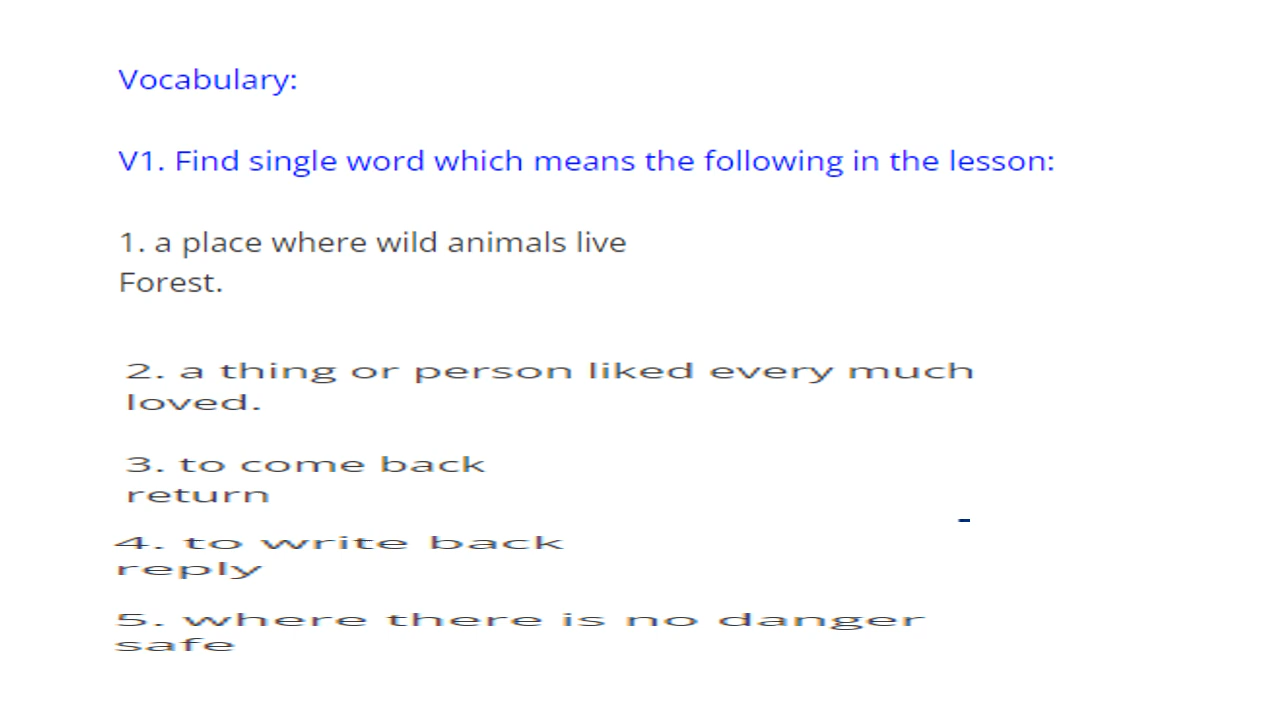 Vocabulary:
V1. Find single word which means the following in the lesson:
1. a place where wild animals live
Forest.
2. a thing or person liked every much
loved.
3. to come back
return
4. to write back
reply
5. where there is no danger
safe